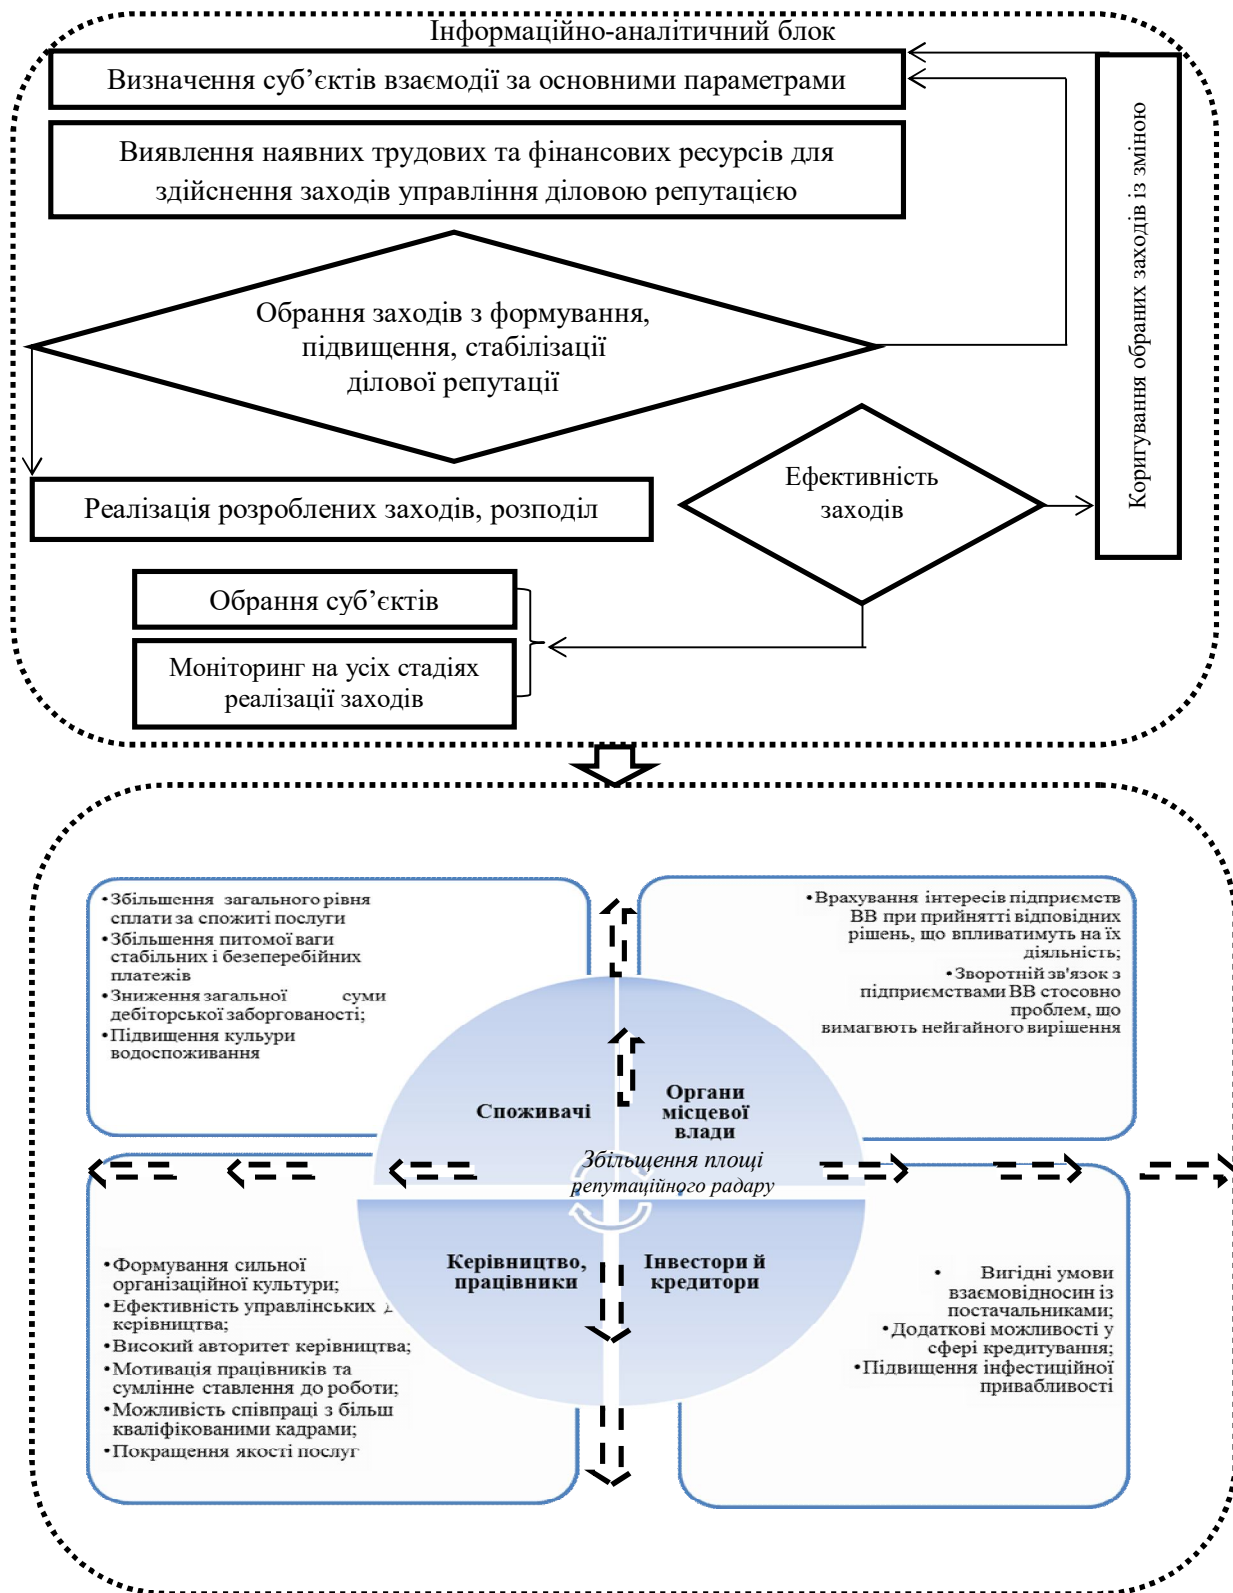 Інформаційно-аналітичний блок
Визначення суб’єктів взаємодії за основними параметрами
Виявлення наявних трудових та фінансових ресурсів для
здійснення заходів управління діловою репутацією
Коригування обраних заходів із зміною
Обрання заходів з формування,
підвищення, стабілізації
ділової репутації
Ефективність
заходів
Реалізація розроблених заходів, розподіл
Обрання суб’єктів
Моніторинг на усіх стадіях
реалізації заходів
•Збільшення загального рівня
сплати за спожиті послуги
•Збільшення питомої ваги
стабільних і безеперебійних
платежів
•Зниження загальної суми
дебіторської заборгованості;
•Підвищення культури
водоспоживання
•Врахування інтересів підприємств
ВВ при прийнятті відповідних
рішень, що впливатимуть на їх
діяльність;
•Зворотній зв'язок з
підприємствами ВВ стосовно
проблем, що
вимагвють нейгайного вирішення
Споживачі
Органи
місцевої
влади
Збільщення площі
репутаційного радару
Керівництво,
працівники
Інвестори й
кредитори
•Формування сильної
організаційної культури;
•Ефективність управлінських
керівництва;
•Високий авторитет керівництва;
•Мотивація працівників та
сумлінне ставлення до роботи;
•Можливість співпраці з більш
кваліфікованими кадрами;
•Покращення якості послуг
• Вигідні умови
взаємовідносин із
постачальниками;
•Додаткові можливості у
сфері кредитування;
•Підвищення інфестиційної
привабливості